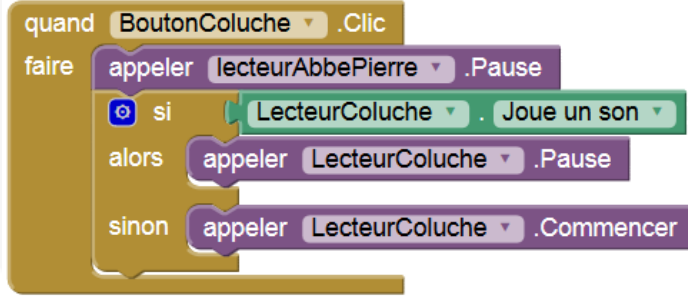 quand BoutonColuche .Clic
faire appeler lecteurAbbePierre .Pause
si LecteurColuche . Joue un son
alors appeler LecteurColuche .Pause
sinon appeler LecteurColuche .Commencer